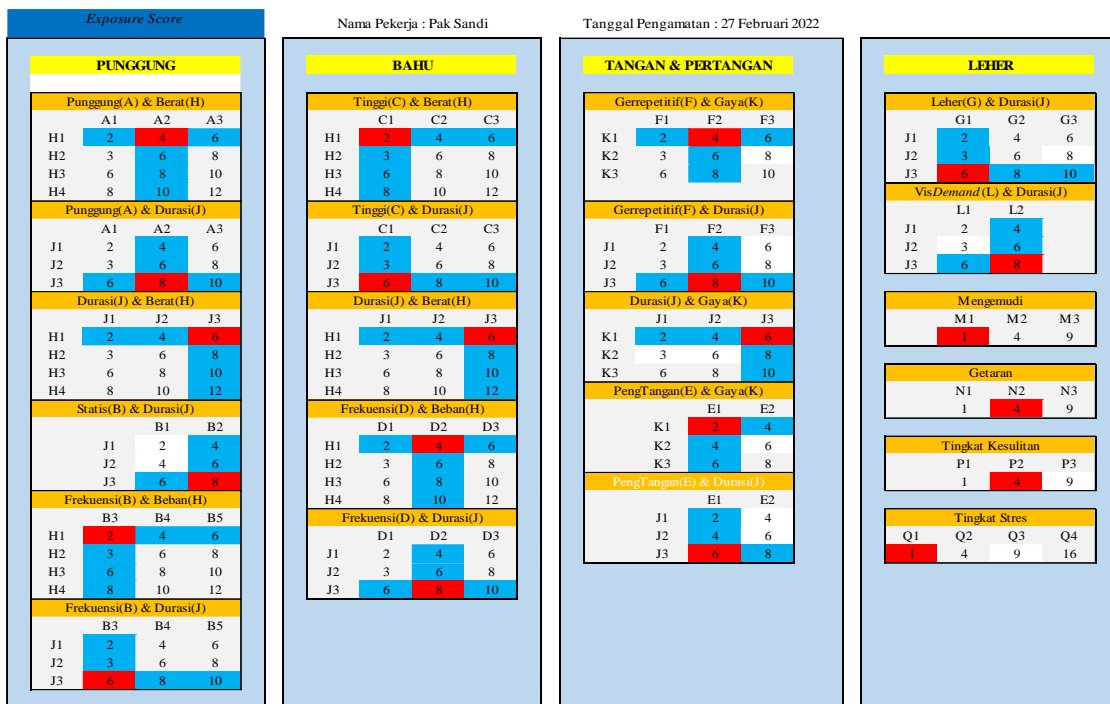 Exposure Score
Nama Pekerja : Pak Sandi
Tanggal Pengamatan : 27 Februari 2022
PUNGGUNG
Punggung(A) & Berat(H)
A1 A2 A3
H1 2 4 6
H2 3 6 8
H3 6 8 10
H4 8 10 12
Punggung(A) & Durasi(J)
A1 A2 A3
J1 2 4 6
J2 3 6 8
J3 6 8 10
Durasi(J) & Berat(H)
J1 J2 J3
H1 2 4 6
H2 3 6 8
H3 6 8 10
H4 8 10 12
Statis(B) & Durasi(J)
B1 B2
J1 2 4
J2 4 6
J3 6 8
Frekuensi(B) & Beban(H)
B3 B4 B5
H1 2 4 6
H2 3 6 8
H3 6 8 10
H4 8 10 12
Frekuensi(B) & Durasi(J)
B3 B4 B5
J1 2 4 6
J2 3 6 8
J3 6 8 10
BAHU
Tinggi(C) & Berat(H)
C1 C2 C3
H1 2 4 6
H2 3 6 8
H3 6 8 10
H4 8 10 12
Tinggi(C) & Durasi(J)
C1 C2 C3
J1 2 4 6
J2 3 6 8
J3 6 8 10
Durasi(J) & Berat(H)
J1 J2 J3
H1 2 4 6
H2 3 6 8
H3 6 8 10
H4 8 10 12
Frekuensi(D) & Beban(H)
D1 D2 D3
H1 2 4 6
H2 3 6 8
H3 6 8 10
H4 8 10 12
Frekuensi(D) & Durasi(J)
D1 D2 D3
J1 2 4 6
J2 3 6 8
J3 6 8 10
TANGAN & PERTANGAN
Gerrepetitif(F) & Gaya(K)
F1 F2 F3
K1 2 4 6
K2 3 6 8
K3 6 8 10
Gerrepetitif(F) & Durasi(J)
F1 F2 F3
J1 2 4 6
J2 3 6 8
J3 6 8 10
Durasi(J) & Gaya(K)
J1 J2 J3
K1 2 4 6
K2 3 6 8
K3 6 8 10
PengTangan(E) & Gaya(K)
E1 E2
K1 2 4
K2 4 6
K3 6 8
PengTangan(E) & Durasi(J)
E1 E2
J1 2 4
J2 4 6
J3 6 8
LEHER
Leher(G) & Durasi(J)
G1 G2 G3
J1 2 4 6
J2 3 6 8
J3 6 8 10
VisDemand (L) & Durasi(J)
L1 L2
J1 2 4
J2 3 6
J3 6 8
Mengemudi
M1 M2 M3
1 4 9
Getaran
N1 N2 N3
1 4 9
Tingkat Kesulitan
P1 P2 P3
1 4 9
Tingkat Stres
Q1 Q2 Q3 Q4
1 4 9 16